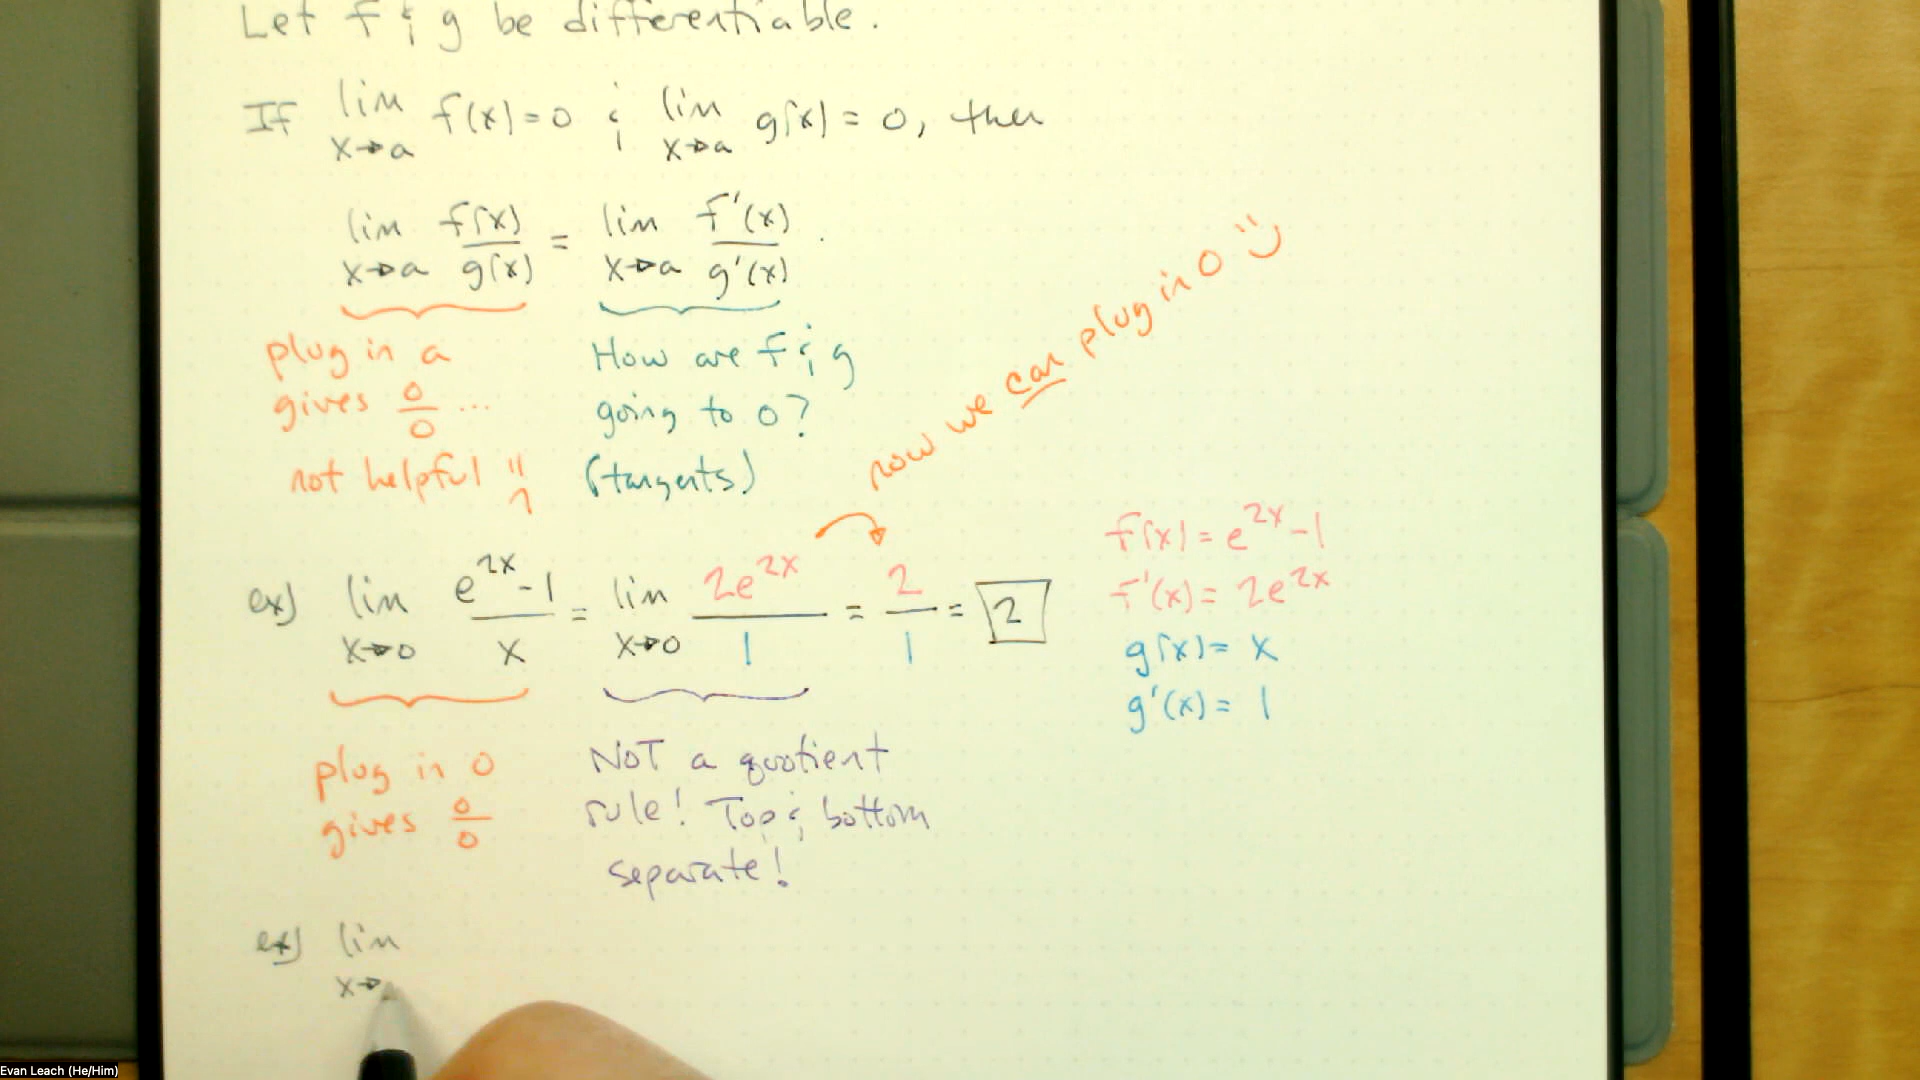 Let f & g be differentiable.
If lim x→a f(x) = 0 & lim x→a g(x) = 0, then
lim x→a f(x)/g(x) = lim x→a f'(x)/g'(x).
plug in a
gives 0/0 ...
not helpful
How are f & g
going to 0?
(tangents)
now we can plug in 0
ex) lim x→0 (e^2x - 1)/x = lim x→0 2e^2x/1 = 2/1 = 2
f(x) = e^2x - 1
f'(x) = 2e^2x
g(x) = x
g'(x) = 1
plug in 0
gives 0/0
NOT a quotient
rule! Top & bottom
separate!
ex) lim
x→
Evan Leach (He/Him)